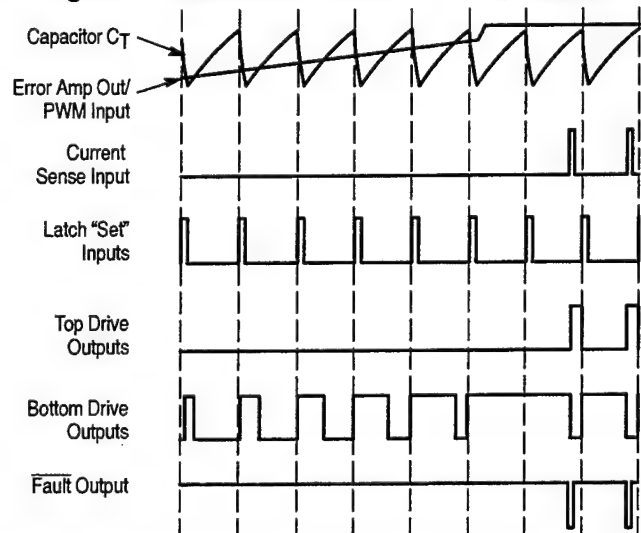 Capacitor CT
Error Amp Out/
PWM Input
Current
Sense Input
Latch “Set”
Inputs
Top Drive
Outputs
Bottom Drive
Outputs
Fault Output